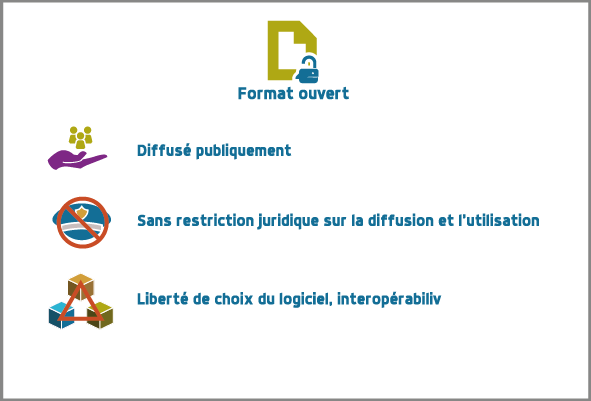 Format ouvert
Diffusé publiquement
Sans restriction juridique sur la diffusion et l'utilisation
Liberté de choix du logiciel, interopérabiliv